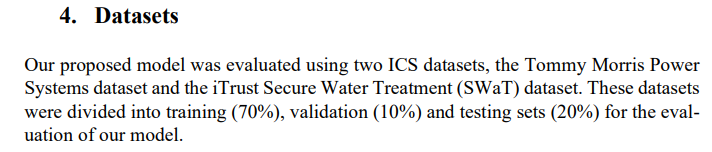 4. Datasets
Our proposed model was evaluated using two ICS datasets, the Tommy Morris Power
Systems dataset and the iTrust Secure Water Treatment (SWaT) dataset. These datasets
were divided into training (70%), validation (10%) and testing sets (20%) for the eval-
uation of our model.